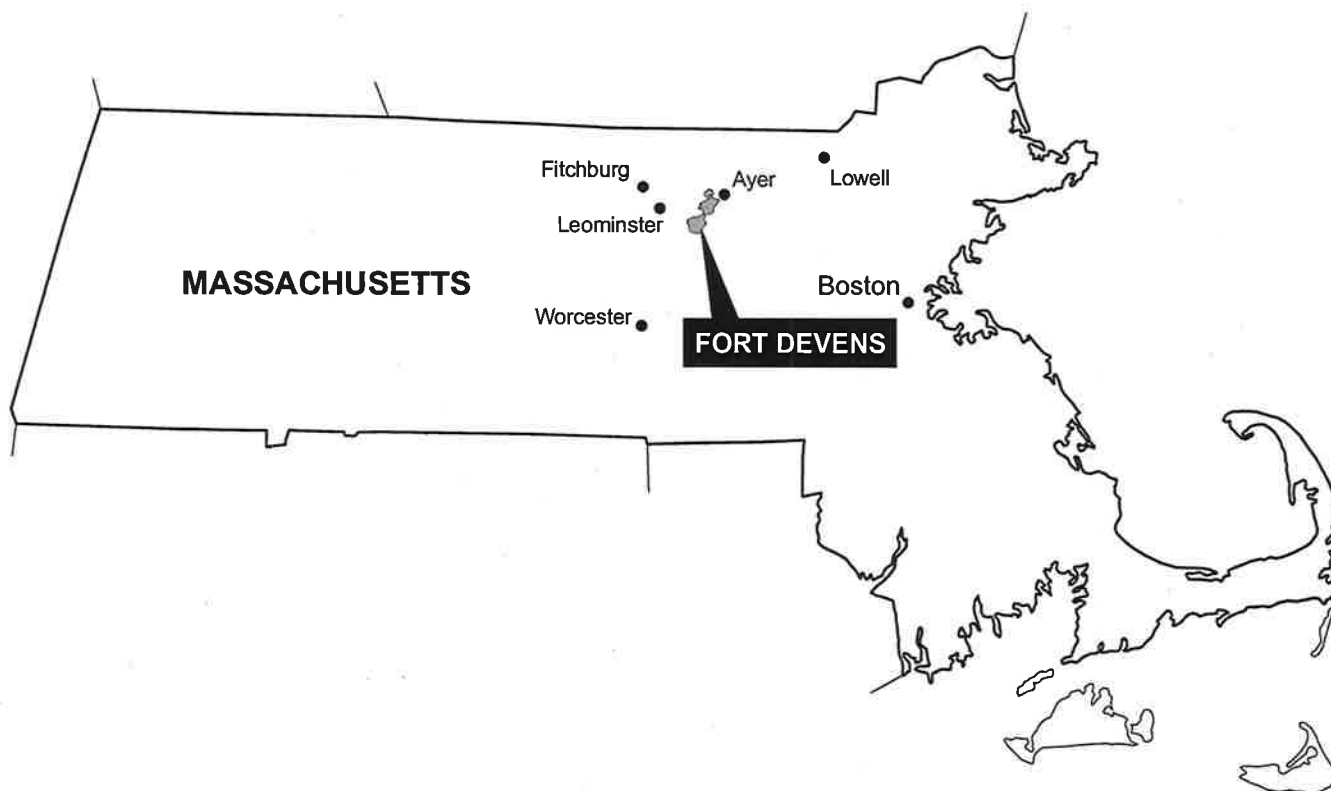 Fitchburg
Ayer
Lowell
Leominster
MASSACHUSETTS
Boston
Worcester
FORT DEVENS